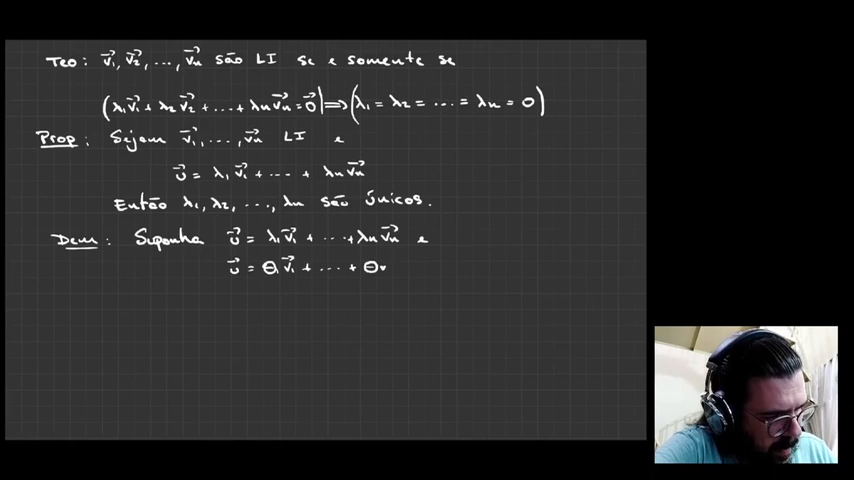 Teo: v⃗₁, v⃗₂, ..., v⃗ₙ são LI se e somente se
(λ₁v⃗₁ + λ₂v⃗₂ + ... + λₙv⃗ₙ = 0⃗) ⟹ (λ₁ = λ₂ = ... = λₙ = 0)
Prop: Sejam v⃗₁, ..., v⃗ₙ LI e
v⃗ = λ₁v⃗₁ + ... + λₙv⃗ₙ
Então λ₁, λ₂, ..., λₙ são únicos.
Dem: Suponha v⃗ = λ₁v⃗₁ + ... + λₙv⃗ₙ e
v⃗ = θ₁v⃗₁ + ... + θ